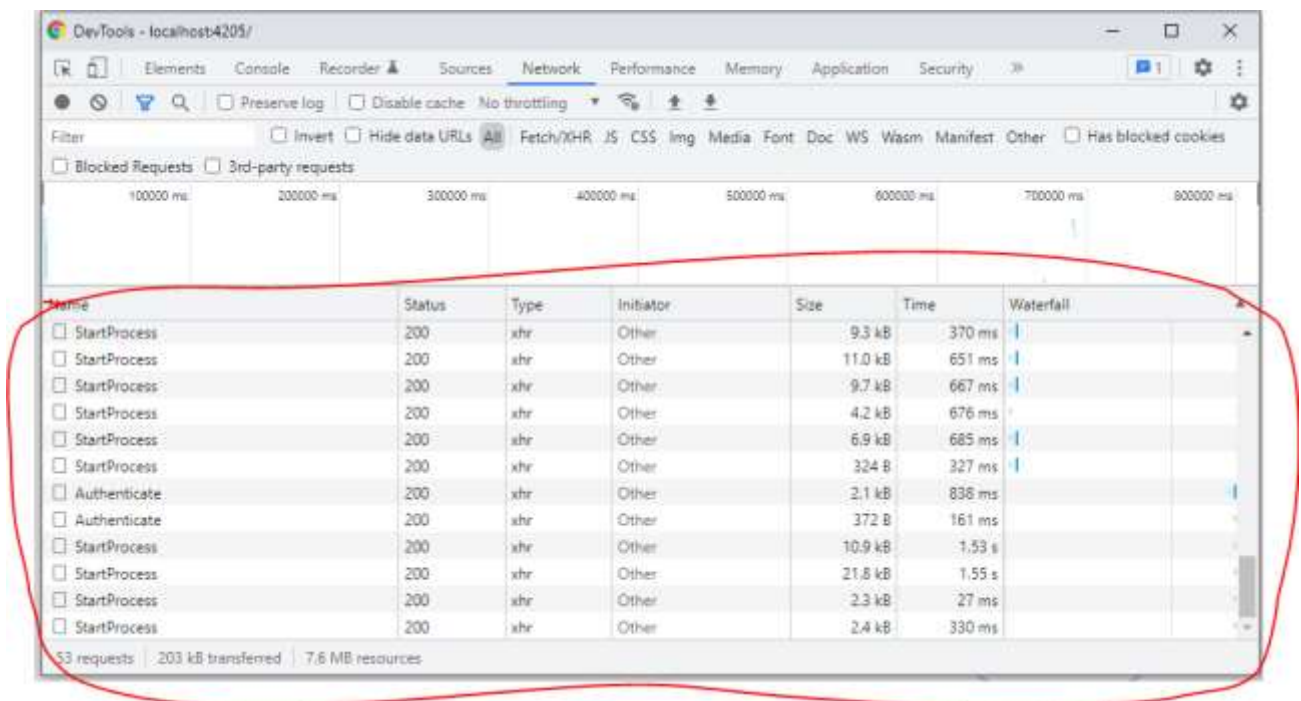 DevTools - localhost:4205/
Elements Console Recorder Sources Network Performance Memory Application Security » 1
Preserve log Disable cache No throttling
Filter Invert Hide data URLs All Fetch/XHR JS CSS Img Media Font Doc WS Wasm Manifest Other Has blocked cookies
Blocked Requests 3rd-party requests
100000 ms 200000 ms 300000 ms 400000 ms 500000 ms 600000 ms 700000 ms 800000 ms
Name Status Type Initiator Size Time Waterfall
StartProcess 200 xhr Other 9.3 kB 370 ms
StartProcess 200 xhr Other 11.0 kB 651 ms
StartProcess 200 xhr Other 9.7 kB 667 ms
StartProcess 200 xhr Other 4.2 kB 676 ms
StartProcess 200 xhr Other 6.9 kB 685 ms
StartProcess 200 xhr Other 324 B 327 ms
Authenticate 200 xhr Other 2.1 kB 838 ms
Authenticate 200 xhr Other 372 B 161 ms
StartProcess 200 xhr Other 10.9 kB 1.53 s
StartProcess 200 xhr Other 21.8 kB 1.55 s
StartProcess 200 xhr Other 2.3 kB 27 ms
StartProcess 200 xhr Other 2.4 kB 330 ms
53 requests 203 kB transferred 7.6 MB resources